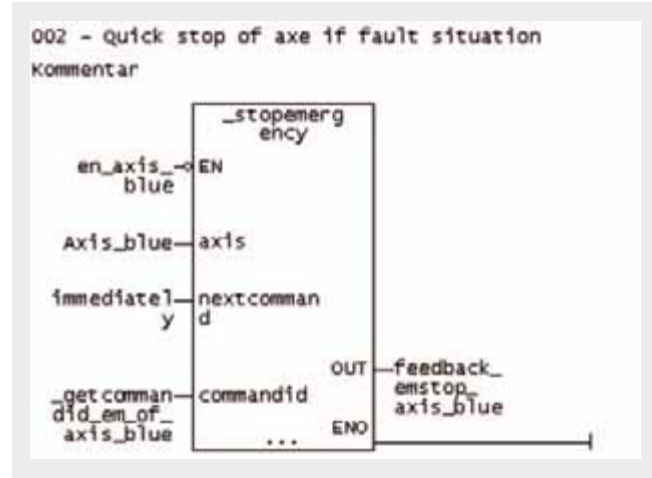 002 - Quick stop of axe if fault situation
Kommentar
_stopemerg
ency
en_axis_
blue
EN
Axis_blue
axis
immediatel
y
nextcomman
d
OUT
feedback_
emstop_
axis_blue
_getcomman
did_em_of_
axis_blue
commandid
...
ENO